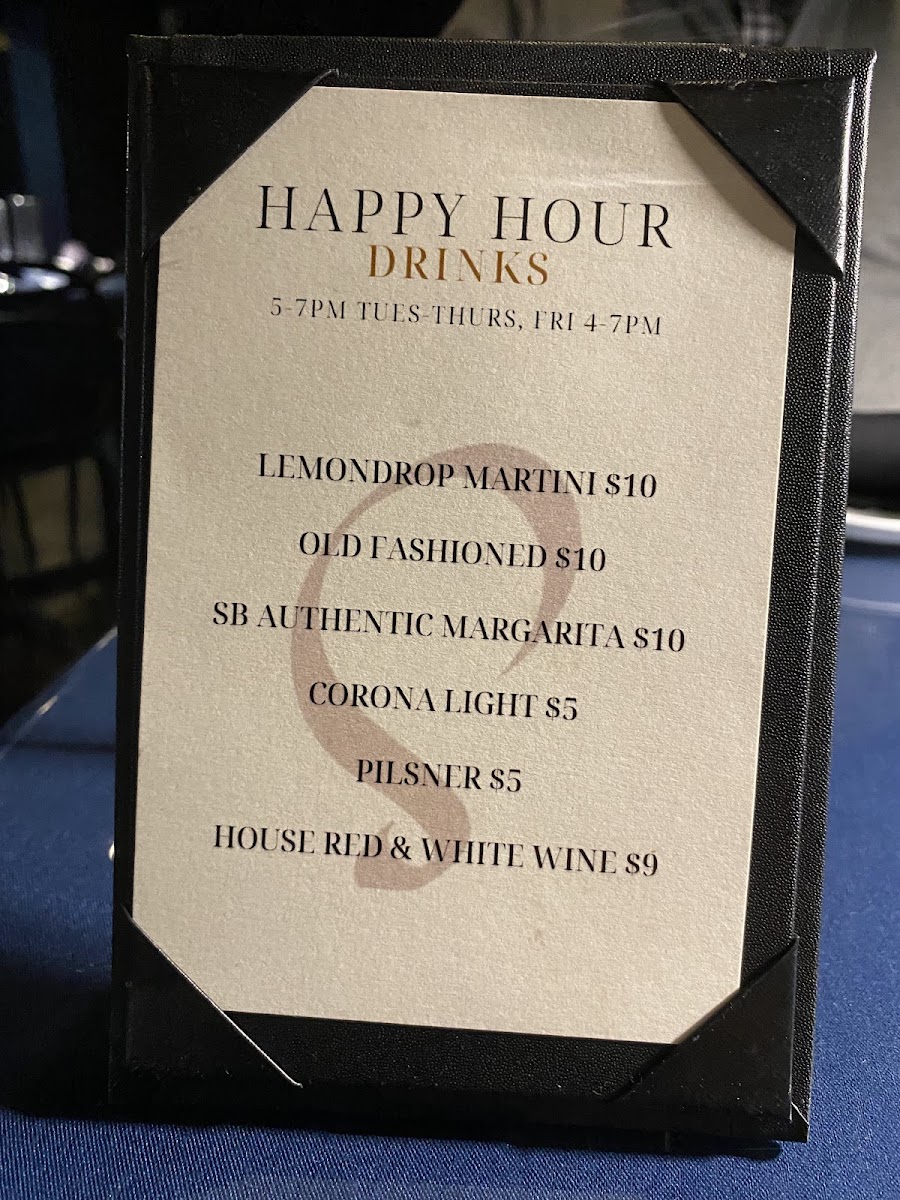 HAPPY HOUR
DRINKS
5-7PM TUES-THURS, FRI 4-7PM
LEMONDROP MARTINI $10
OLD FASHIONED $10
SB AUTHENTIC MARGARITA $10
CORONA LIGHT $5
PILSNER $5
HOUSE RED & WHITE WINE $9